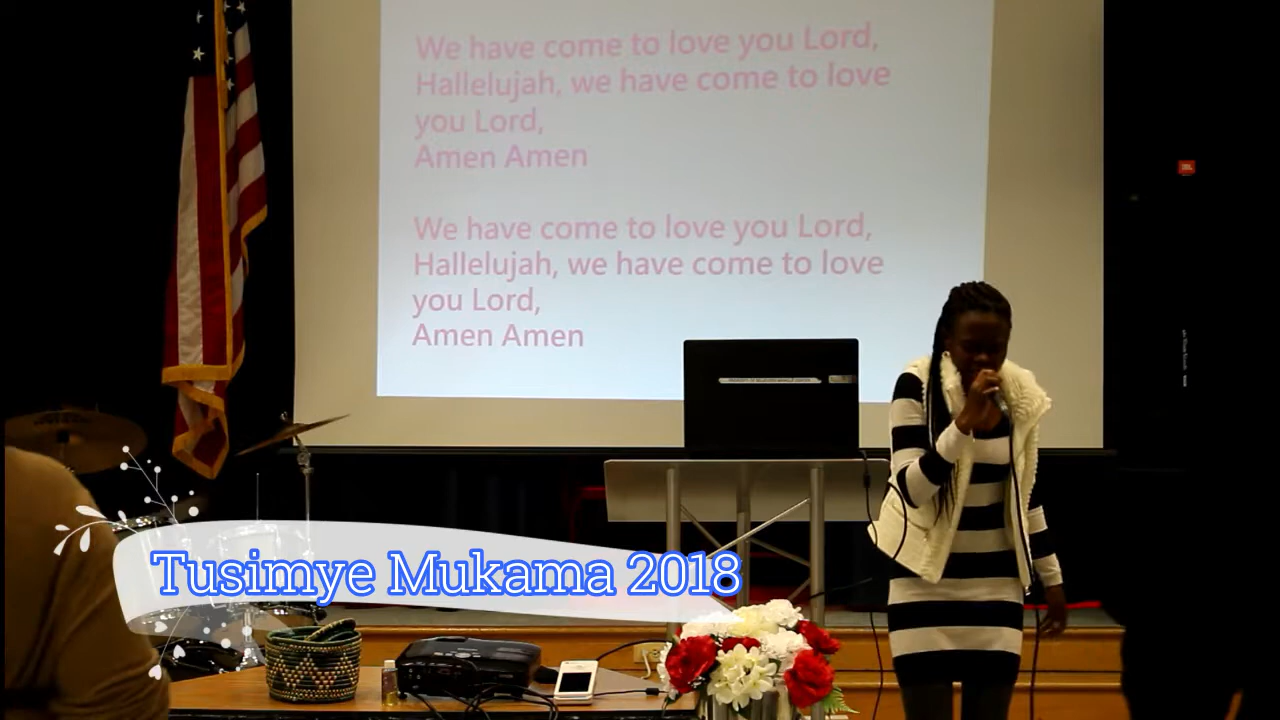 We have come to love you Lord,
Hallelujah, we have come to love
you Lord,
Amen Amen
We have come to love you Lord,
Hallelujah, we have come to love
you Lord,
Amen Amen
Tusimye Mukama 2018